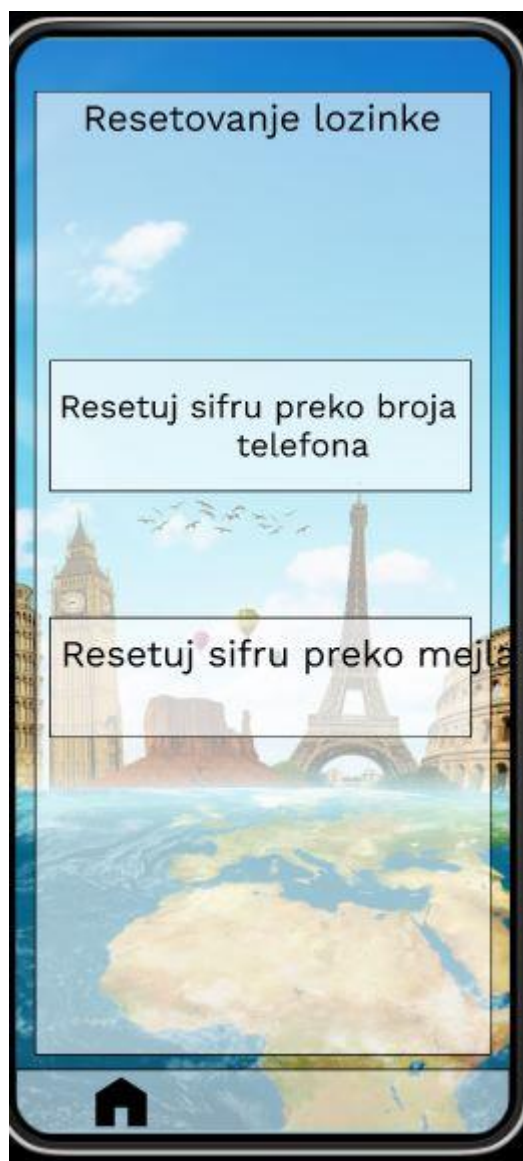 Resetovanje lozinke
Resetuj sifru preko broja
telefona
Resetuj sifru preko mejla